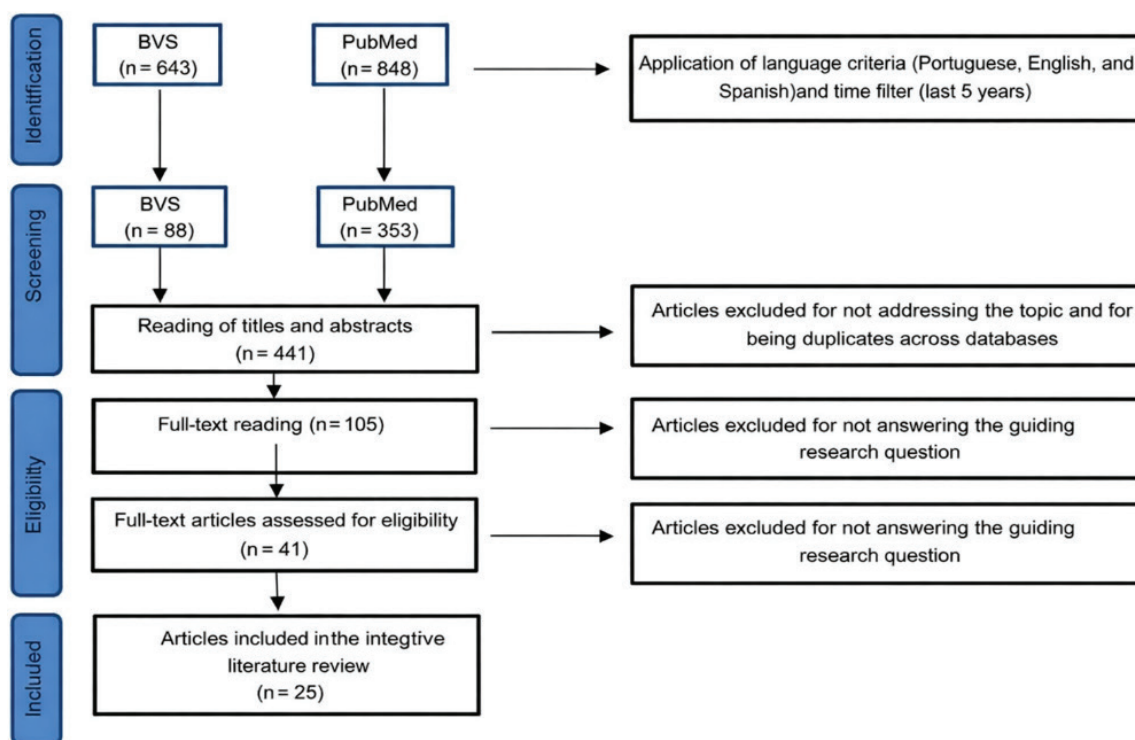 Identification
BVS
(n = 643)
PubMed
(n = 848)
Application of language criteria (Portuguese, English, and
Spanish)and time filter (last 5 years)
Screening
BVS
(n = 88)
PubMed
(n = 353)
Reading of titles and abstracts
(n = 441)
Articles excluded for not addressing the topic and for
being duplicates across databases
Eligibility
Full-text reading (n = 105)
Articles excluded for not answering the guiding
research question
Full-text articles assessed for eligibility
(n = 41)
Articles excluded for not answering the guiding
research question
Included
Articles included in the integtive
literature review
(n = 25)